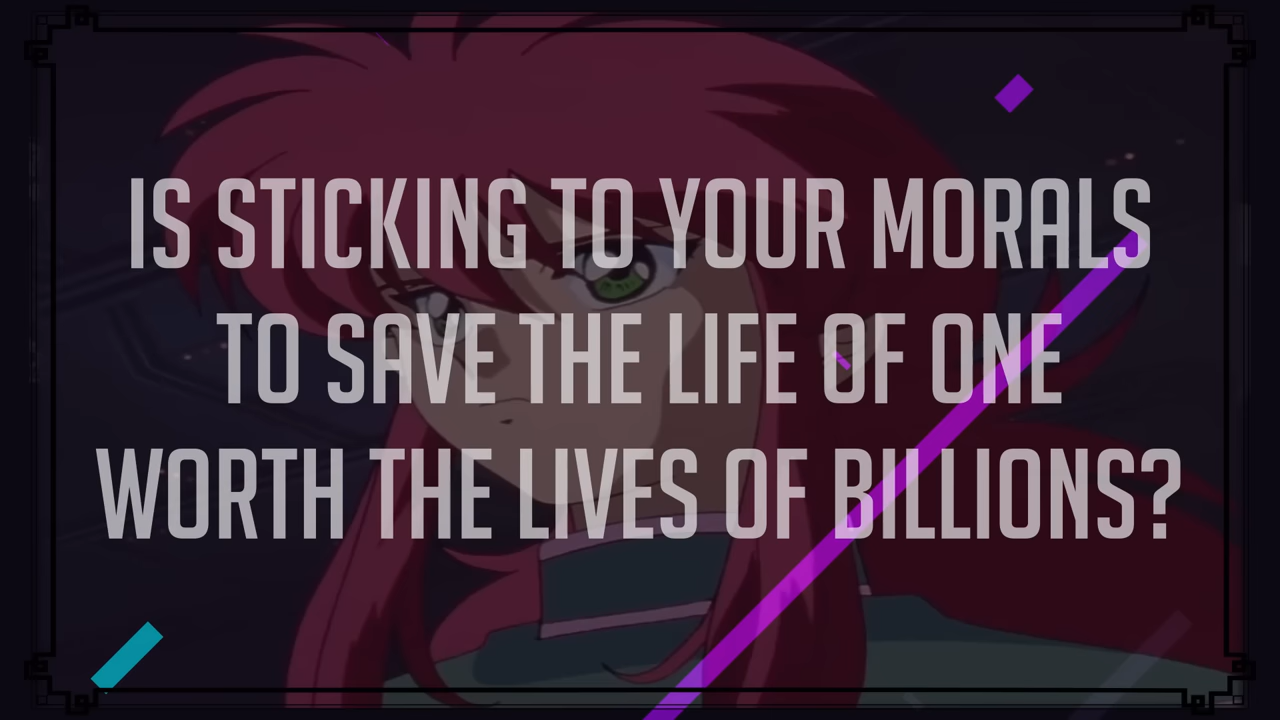 IS STICKING TO YOUR MORALS
TO SAVE THE LIFE OF ONE
WORTH THE LIVES OF BILLIONS?